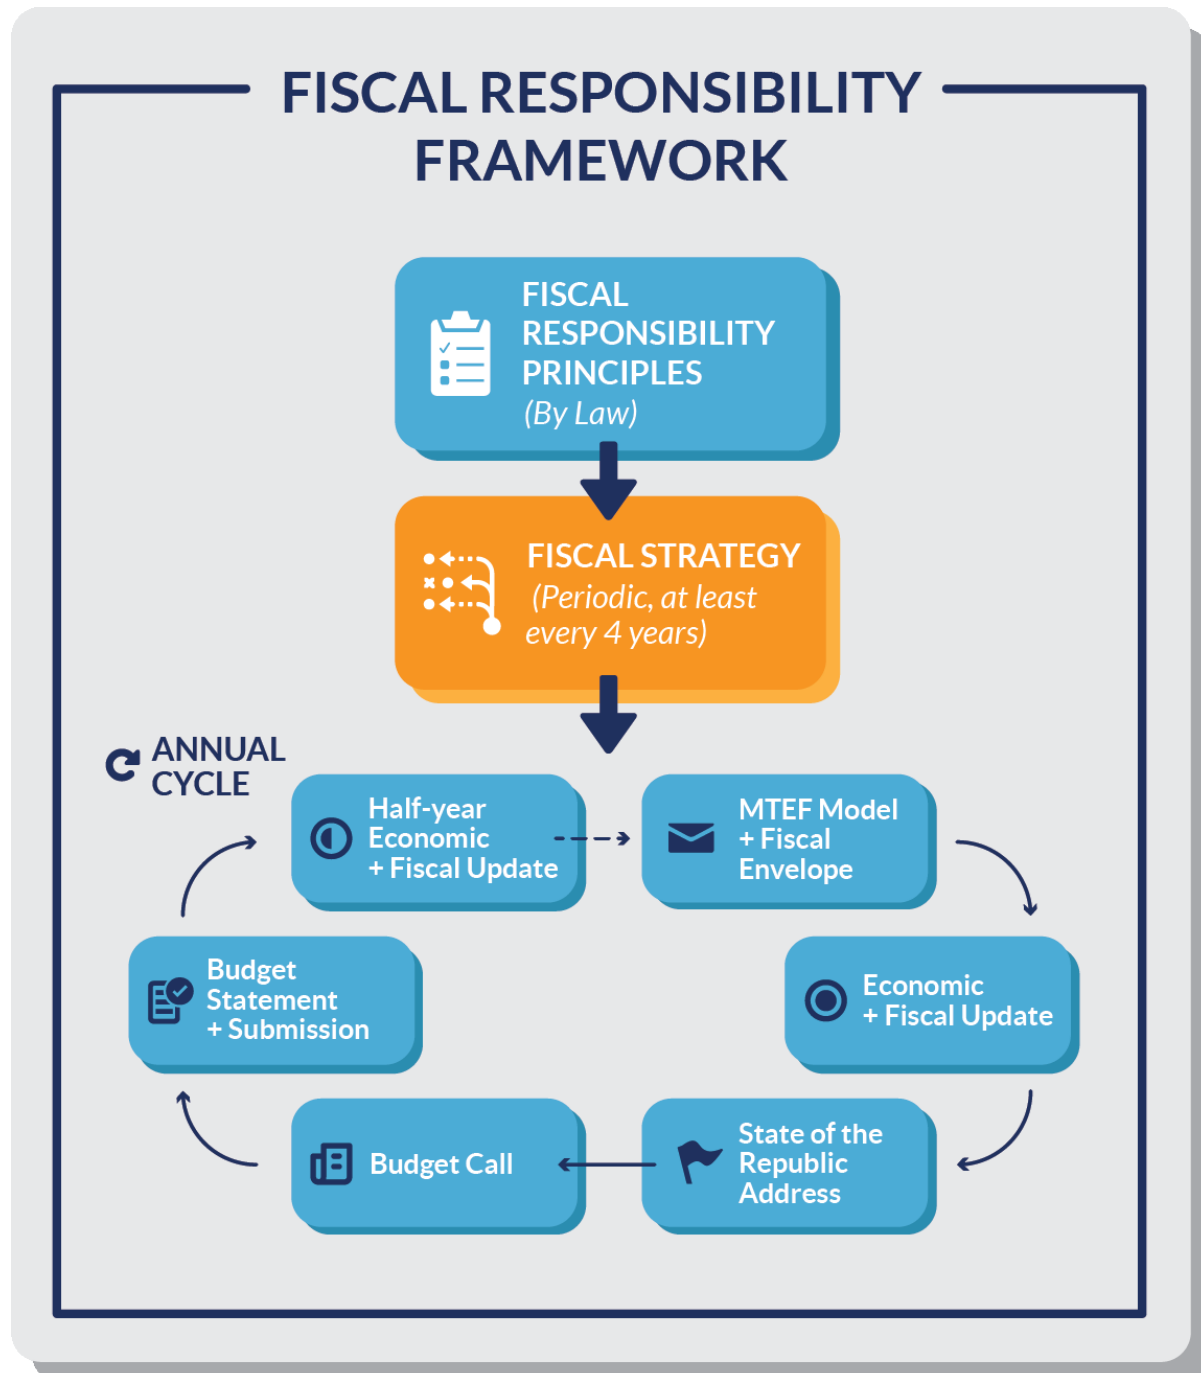 FISCAL RESPONSIBILITY
FRAMEWORK
FISCAL
RESPONSIBILITY
PRINCIPLES
(By Law)
FISCAL STRATEGY
(Periodic, at least
every 4 years)
ANNUAL
CYCLE
Half-year
Economic
+ Fiscal Update
MTEF Model
+ Fiscal
Envelope
Economic
+ Fiscal Update
State of the
Republic
Address
Budget Call
Budget
Statement
+ Submission